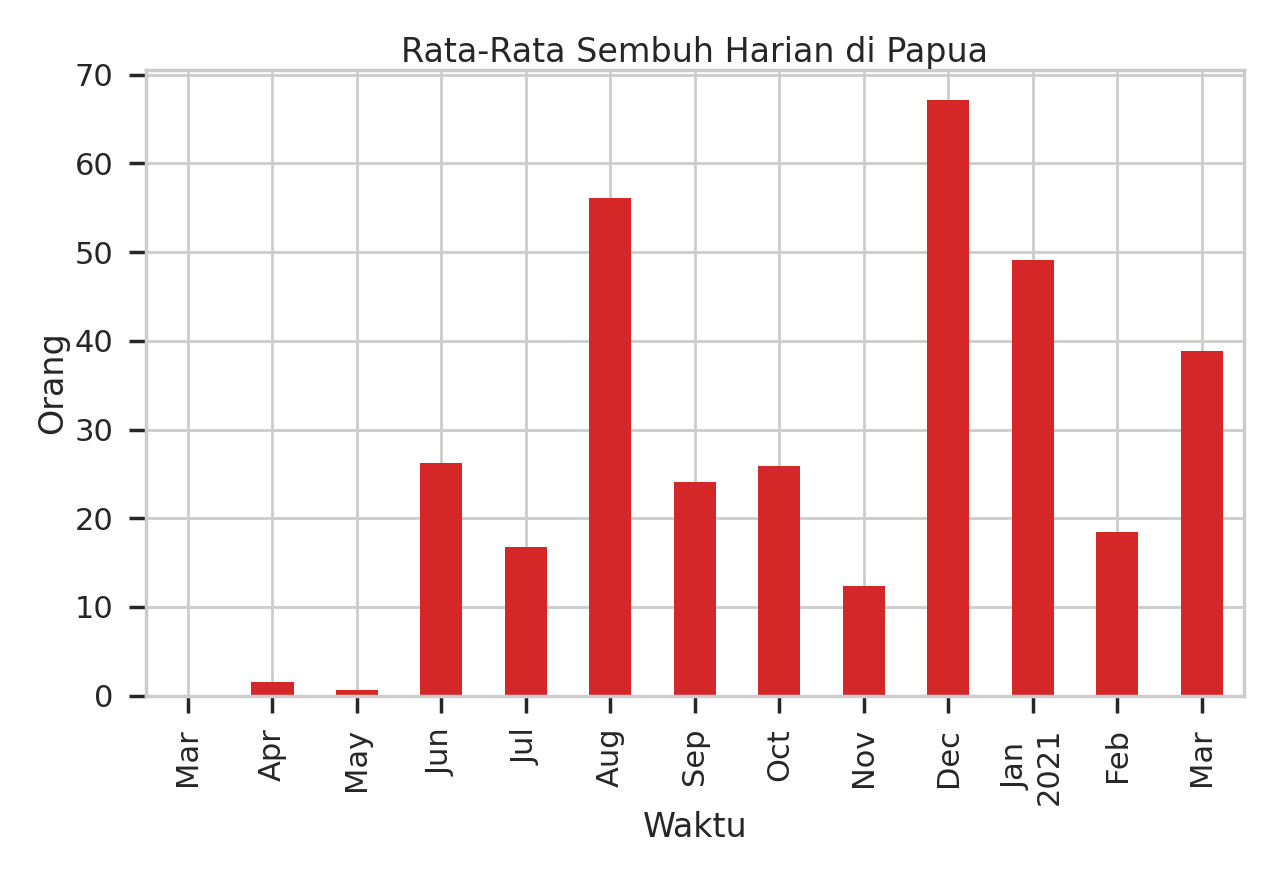 Rata-Rata Sembuh Harian di Papua
70
60
50
40
30
20
10
0
Orang
Mar
Apr
May
Jun
Jul
Aug
Sep
Oct
Nov
Dec
Jan
2021
Feb
Mar
Waktu